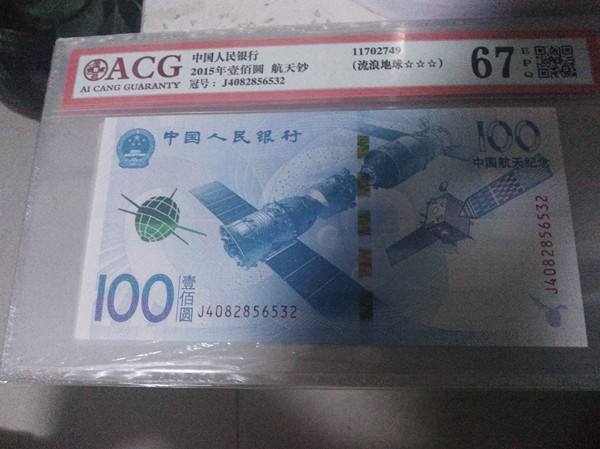 ACG
AI CANG GUARANTY
中国人民银行
2015年壹佰圆 航天钞
冠号：J4082856532
11702749
(流浪地球☆☆☆)
67
EPQ
中国人民银行
100
中国航天纪念
J4082856532
100
壹佰圆
J4082856532